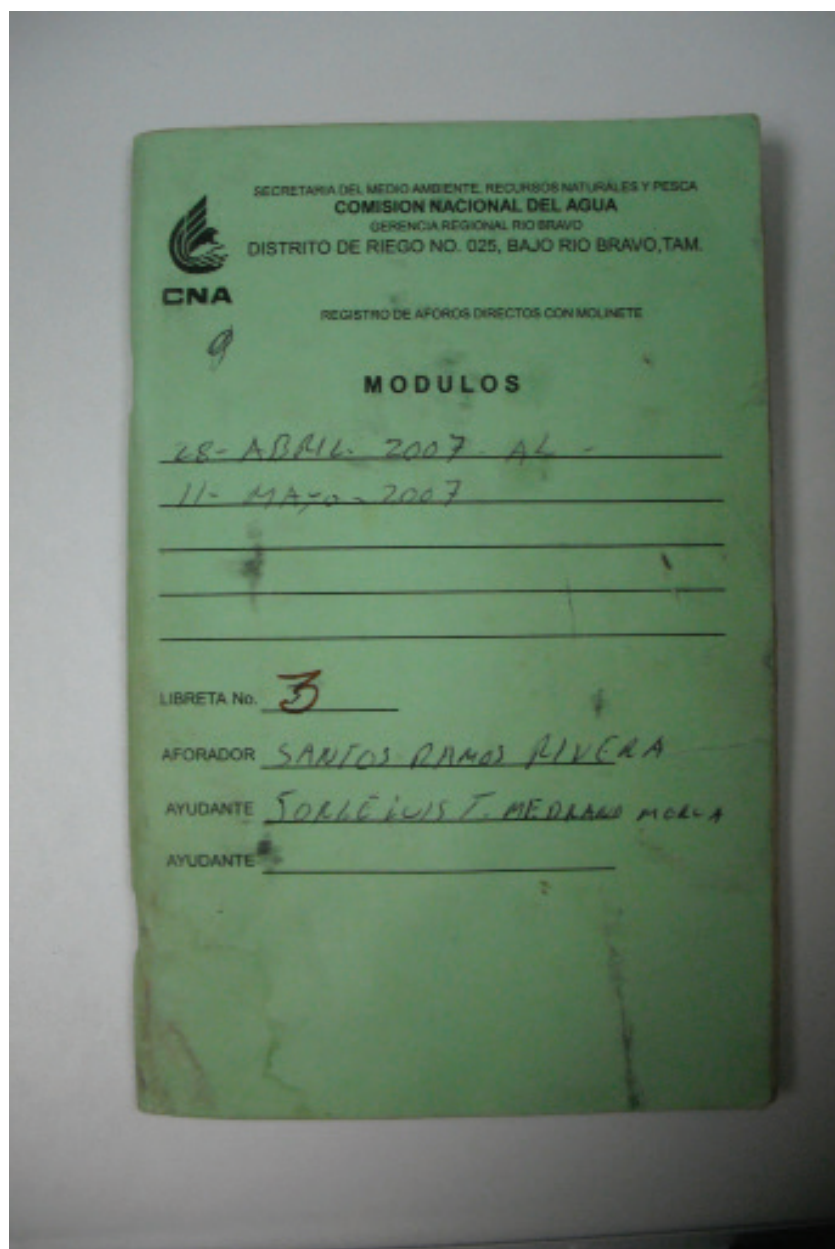 SECRETARIA DEL MEDIO AMBIENTE, RECURSOS NATURALES Y PESCA
COMISION NACIONAL DEL AGUA
GERENCIA REGIONAL RIO BRAVO
DISTRITO DE RIEGO NO. 025, BAJO RIO BRAVO,TAM.
CNA
REGISTRO DE AFOROS DIRECTOS CON MOLINETE
MODULOS
28- ABRIL- 2007- AL -
11- MAYO- 2007
LIBRETA No. 3
AFORADOR SANTOS RAMOS RIVERA
AYUDANTE JORGE LUIS T. MEDRANO
AYUDANTE